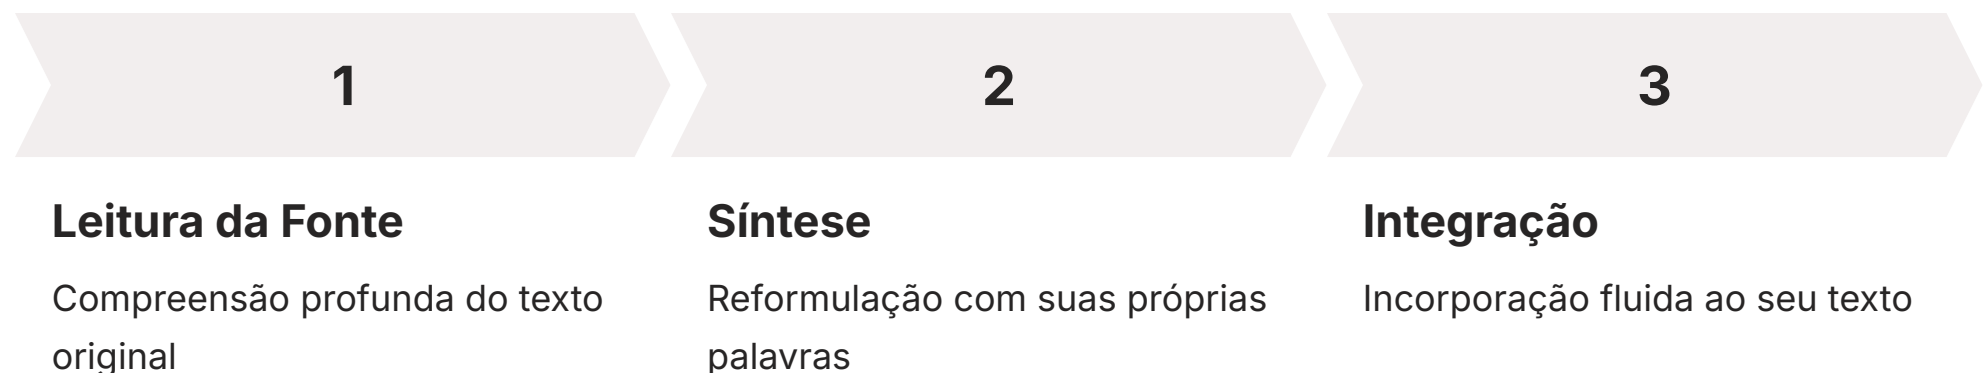 1
Leitura da Fonte
Compreensão profunda do texto
original
2
Síntese
Reformulação com suas próprias
palavras
3
Integração
Incorporação fluida ao seu texto